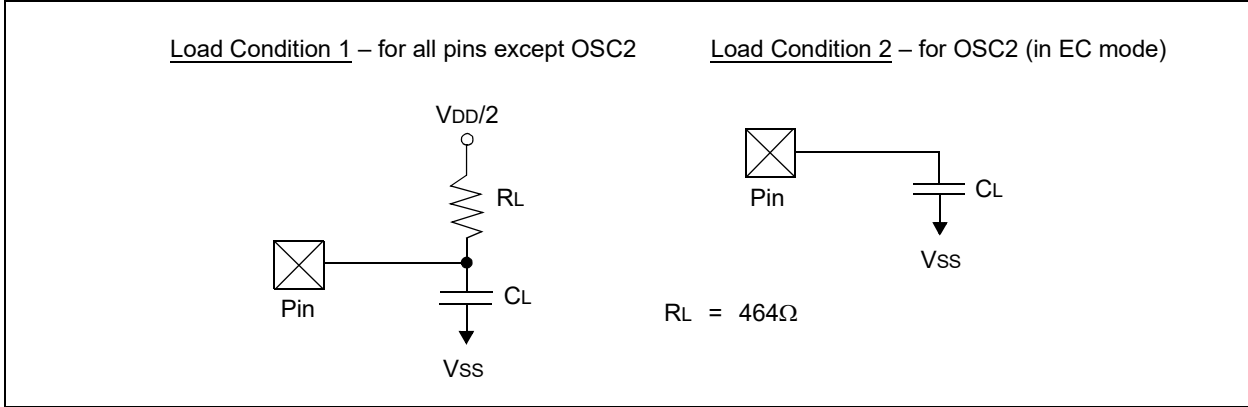 Load Condition 1 – for all pins except OSC2
VDD/2
RL
Pin
CL
VSS
Load Condition 2 – for OSC2 (in EC mode)
Pin
CL
VSS
RL = 464Ω